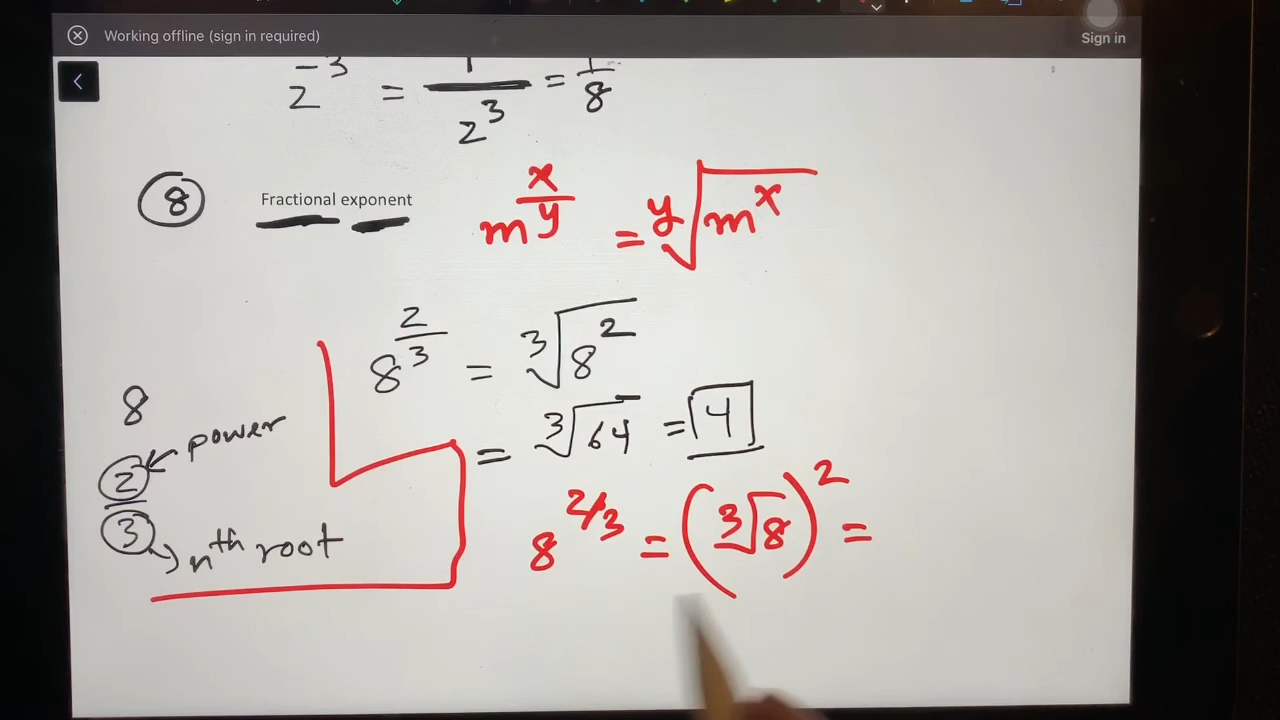 Working offline (sign in required)
Sign in
2^-3 = 1/2^3 = 1/8
8 Fractional exponent m^(x/y) = y√(m^x)
8^(2/3) = 3√(8^2)
= 3√64 = 4
8
2 ← power
3 → nth root
8^(2/3) = (3√8)^2 =